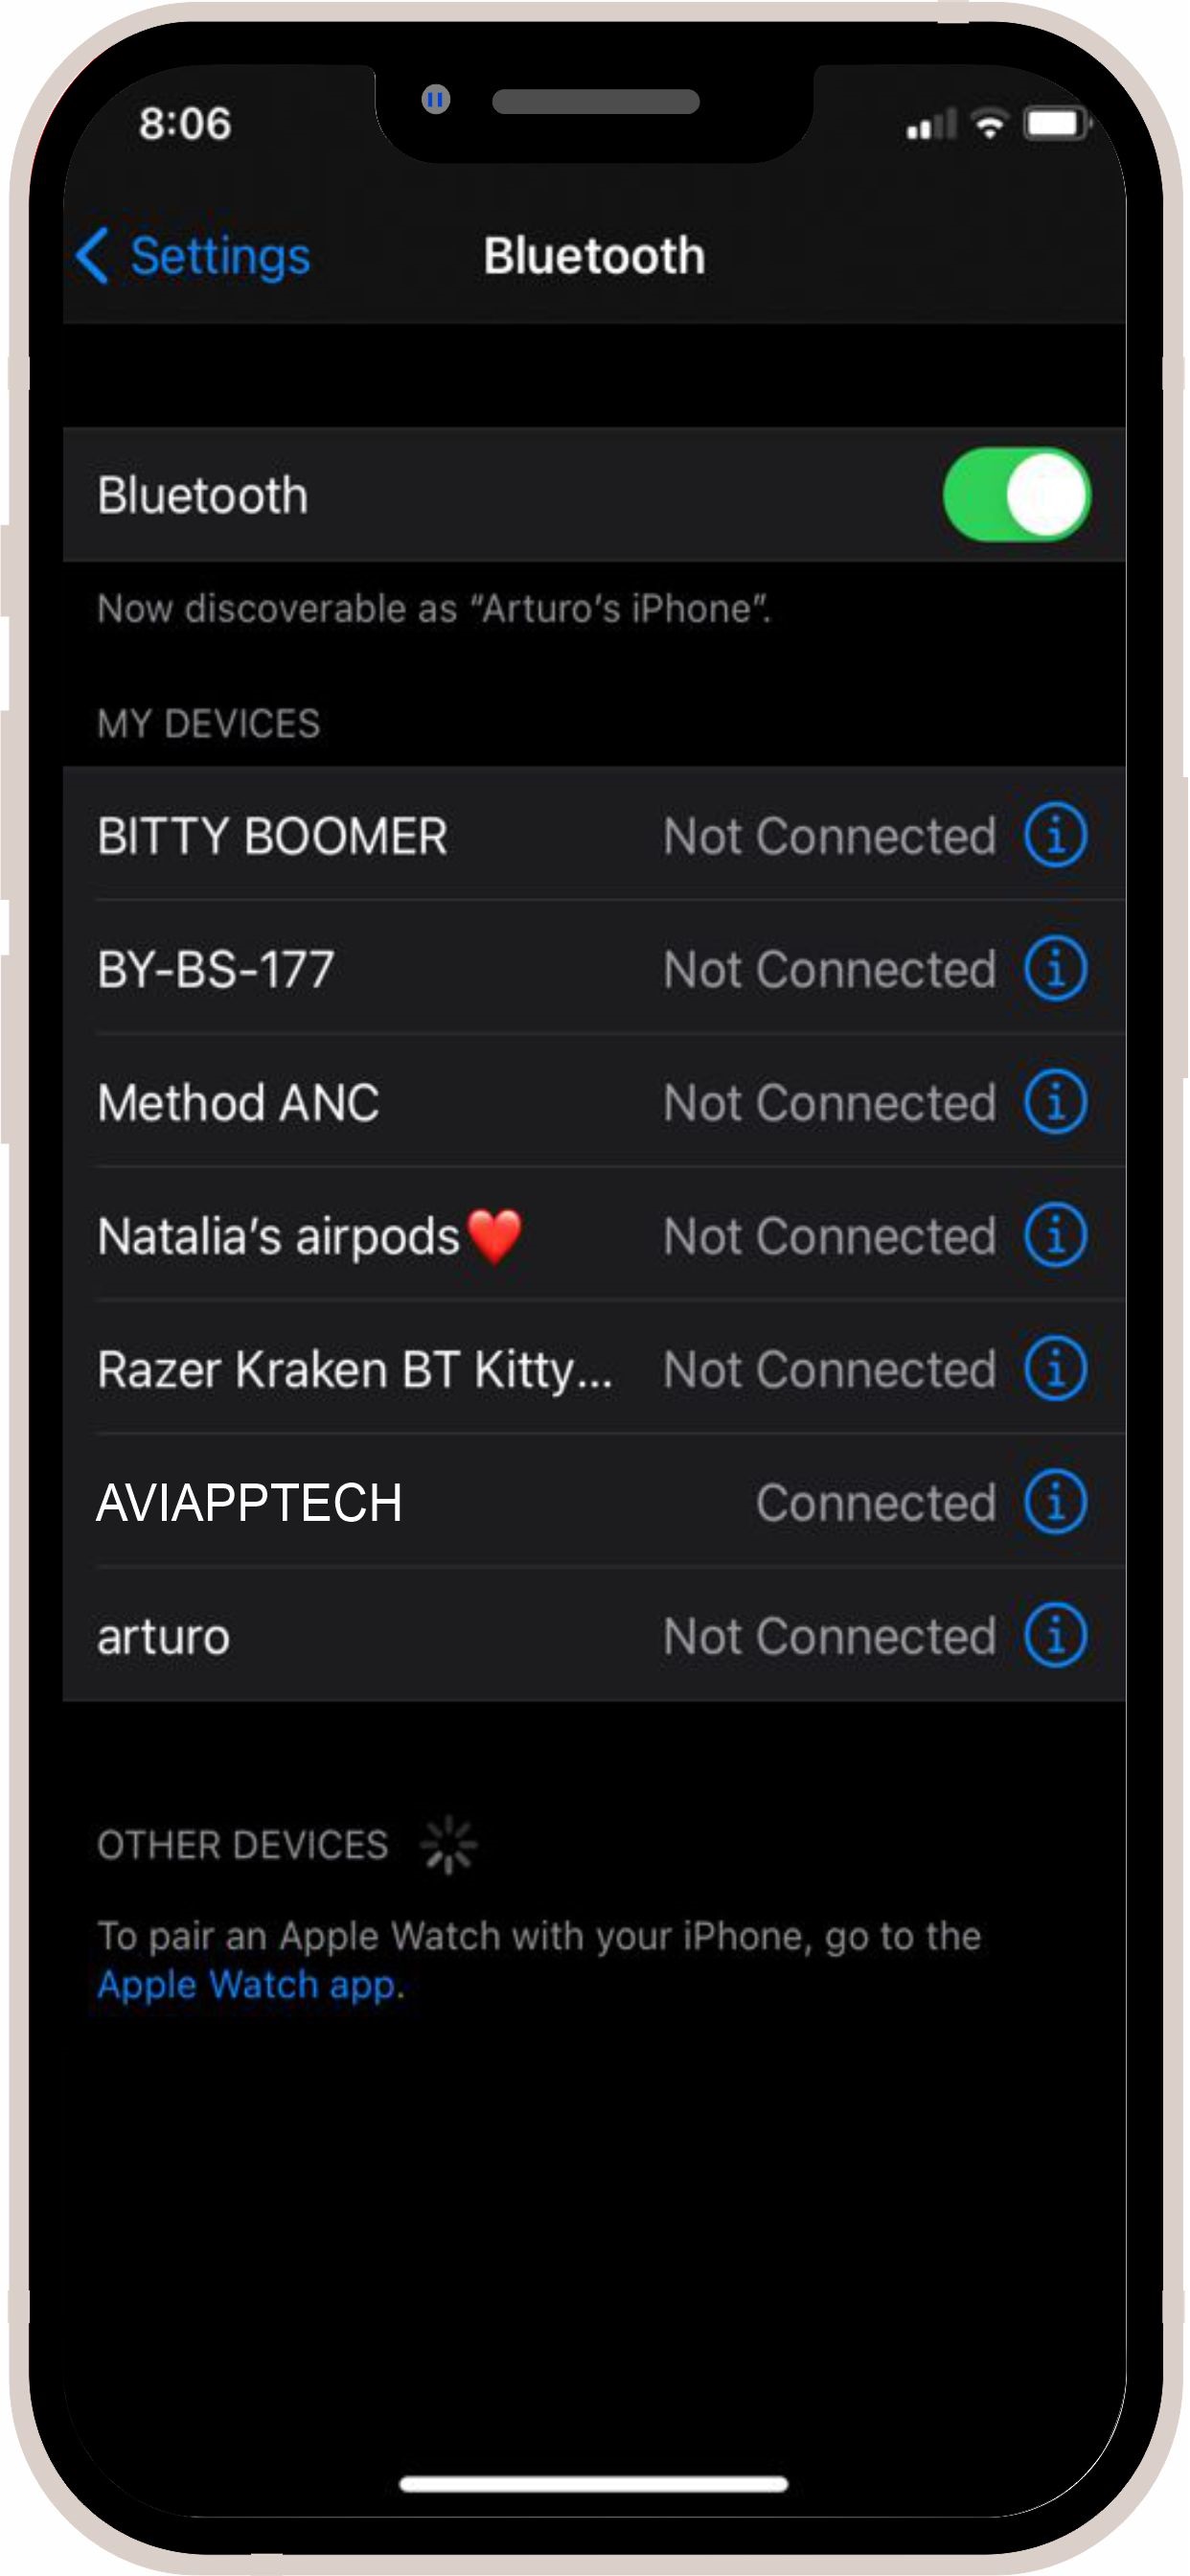 8:06
Settings
Bluetooth
Bluetooth
Now discoverable as “Arturo’s iPhone”.
MY DEVICES
BITTY BOOMER Not Connected
BY-BS-177 Not Connected
Method ANC Not Connected
Natalia’s airpods❤️ Not Connected
Razer Kraken BT Kitty... Not Connected
AVIAPPTECH Connected
arturo Not Connected
OTHER DEVICES
To pair an Apple Watch with your iPhone, go to the
Apple Watch app.